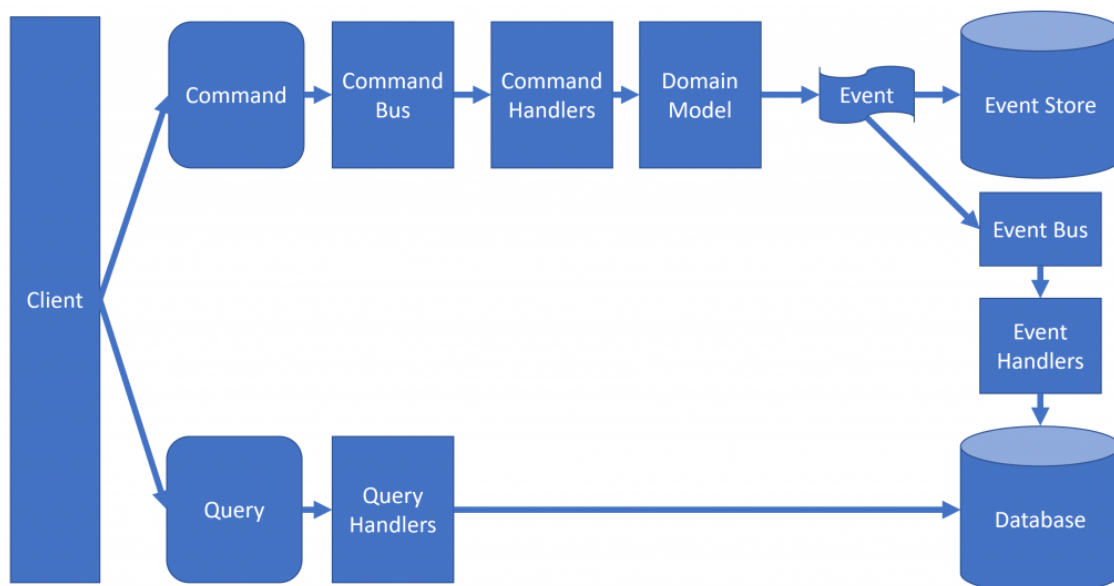 Client
Command
Command
Bus
Command
Handlers
Domain
Model
Event
Event Store
Event Bus
Event
Handlers
Query
Query
Handlers
Database